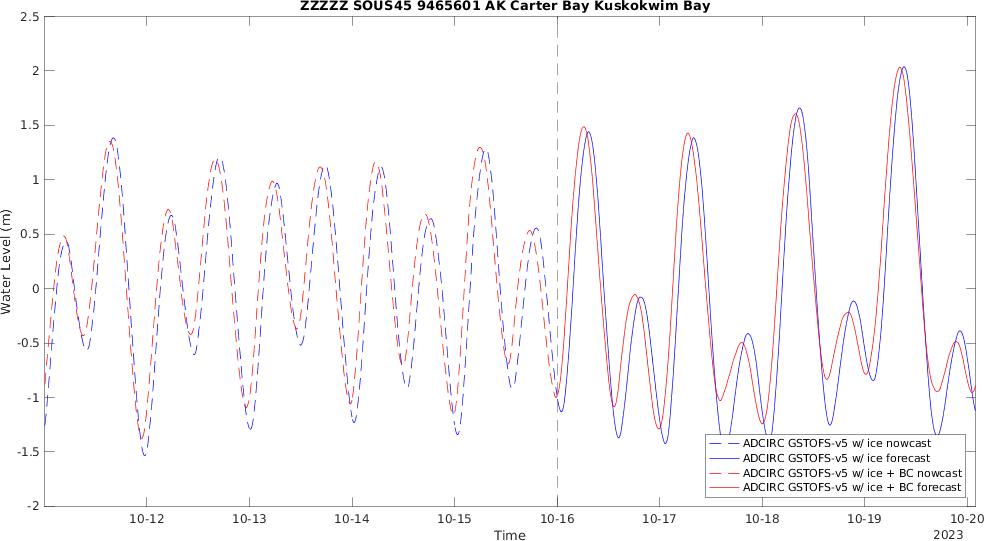 ZZZZZ SOUS45 9465601 AK Carter Bay Kuskokwim Bay
2.5
2
1.5
1
0.5
0
-0.5
-1
-1.5
-2
Water Level (m)
ADCIRC GSTOFS-v5 w/ ice nowcast
ADCIRC GSTOFS-v5 w/ ice forecast
ADCIRC GSTOFS-v5 w/ ice + BC nowcast
ADCIRC GSTOFS-v5 w/ ice + BC forecast
10-12 10-13 10-14 10-15 10-16 10-17 10-18 10-19 10-20
Time
2023